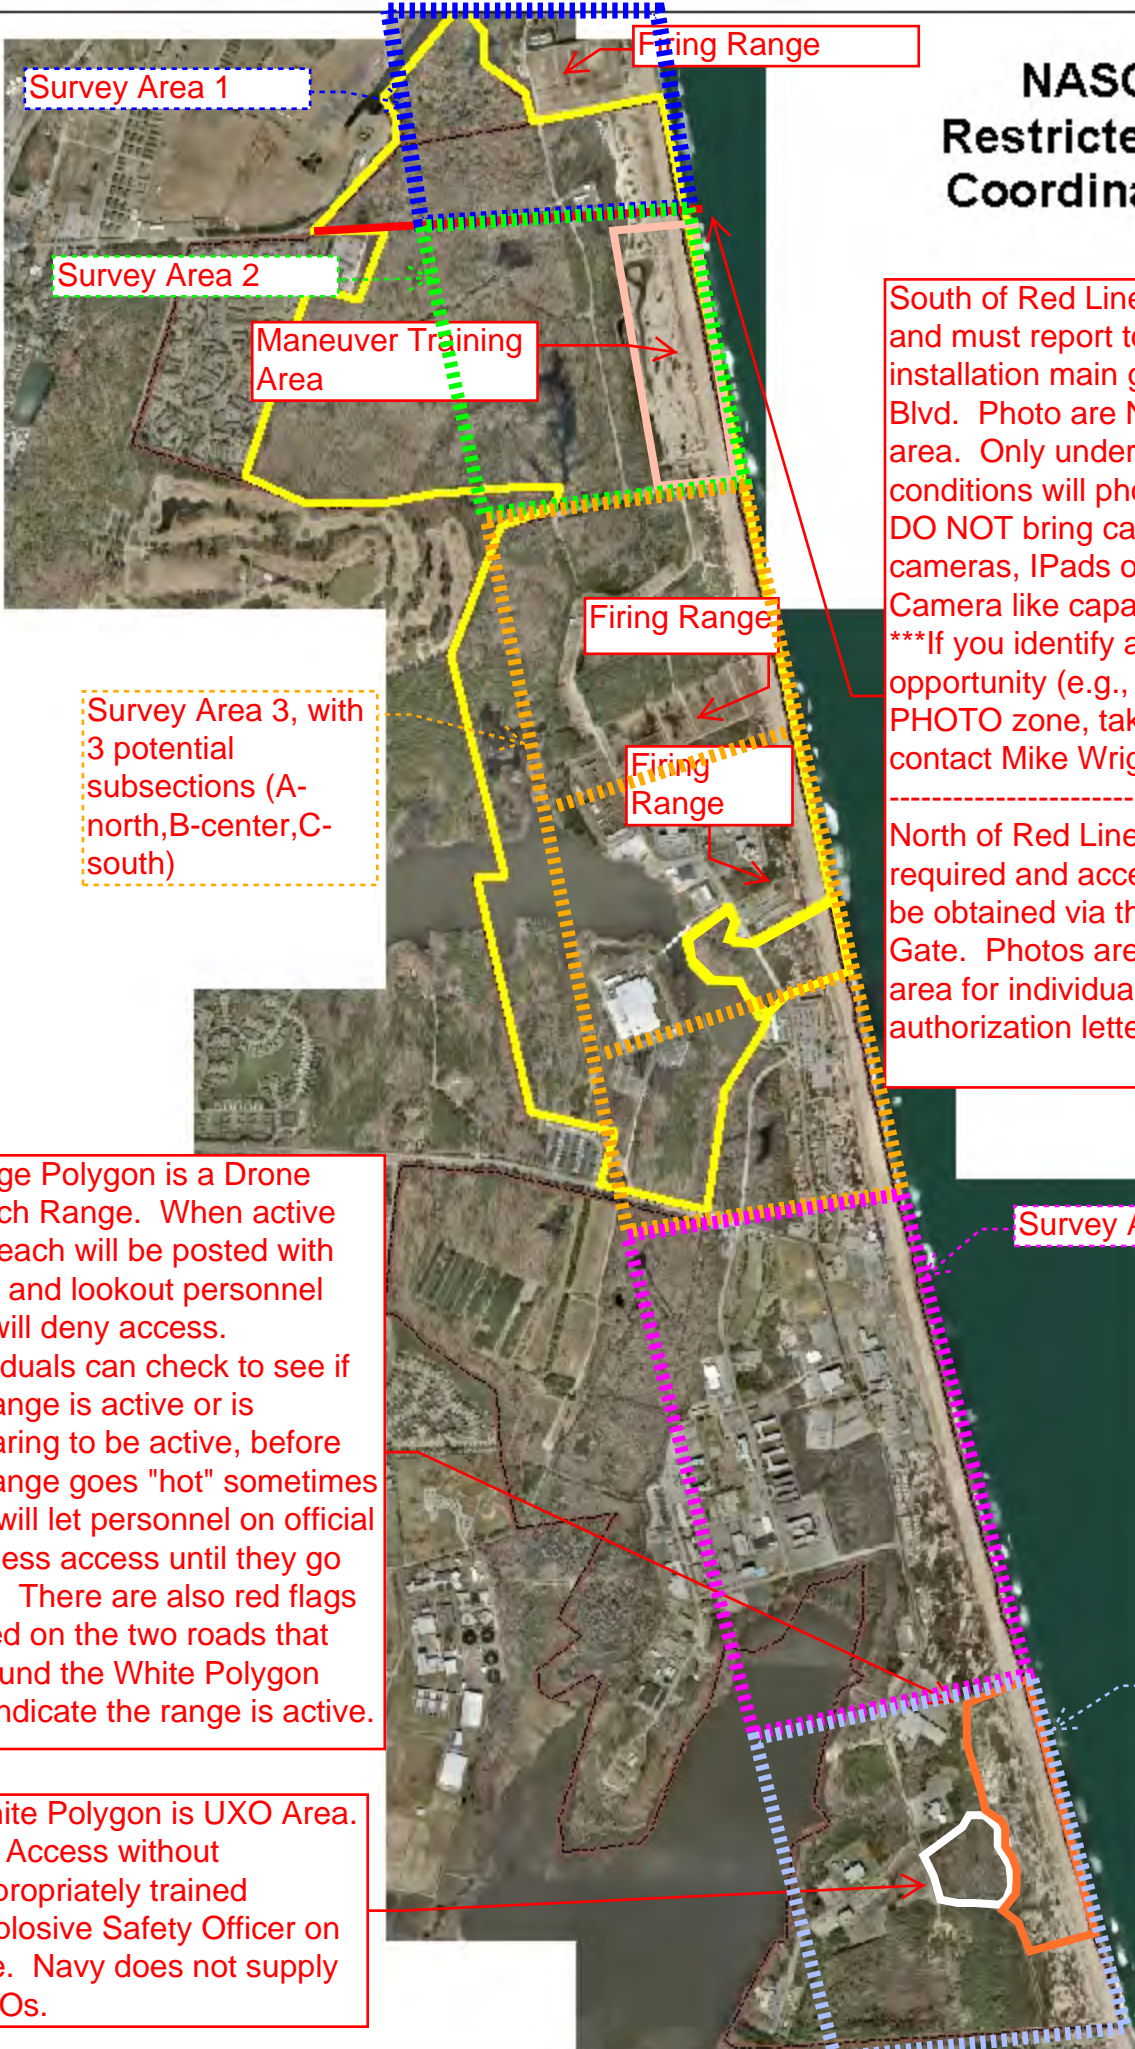 Firing Range
Survey Area 1
NASO
Restricte
Coordina
Survey Area 2
South of Red Line
and must report to
installation main g
Blvd.  Photo are N
area.  Only under
conditions will pho
DO NOT bring ca
cameras, IPads o
Camera like capa
***If you identify a
opportunity (e.g.,
PHOTO zone, tak
contact Mike Wrig
-----------------------
North of Red Line
required and acce
be obtained via th
Gate.  Photos are
area for individua
authorization lette
Maneuver Training
Area
Firing Range
Survey Area 3, with
3 potential
subsections (A-
north,B-center,C-
south)
Firing
Range
ge Polygon is a Drone
ch Range.  When active
each will be posted with
and lookout personnel
will deny access.
duals can check to see if
ange is active or is
aring to be active, before
ange goes "hot" sometimes
will let personnel on official
ess access until they go
There are also red flags
ed on the two roads that
und the White Polygon
ndicate the range is active.
Survey A
ite Polygon is UXO Area.
Access without
propriately trained
plosive Safety Officer on
e.  Navy does not supply
Os.